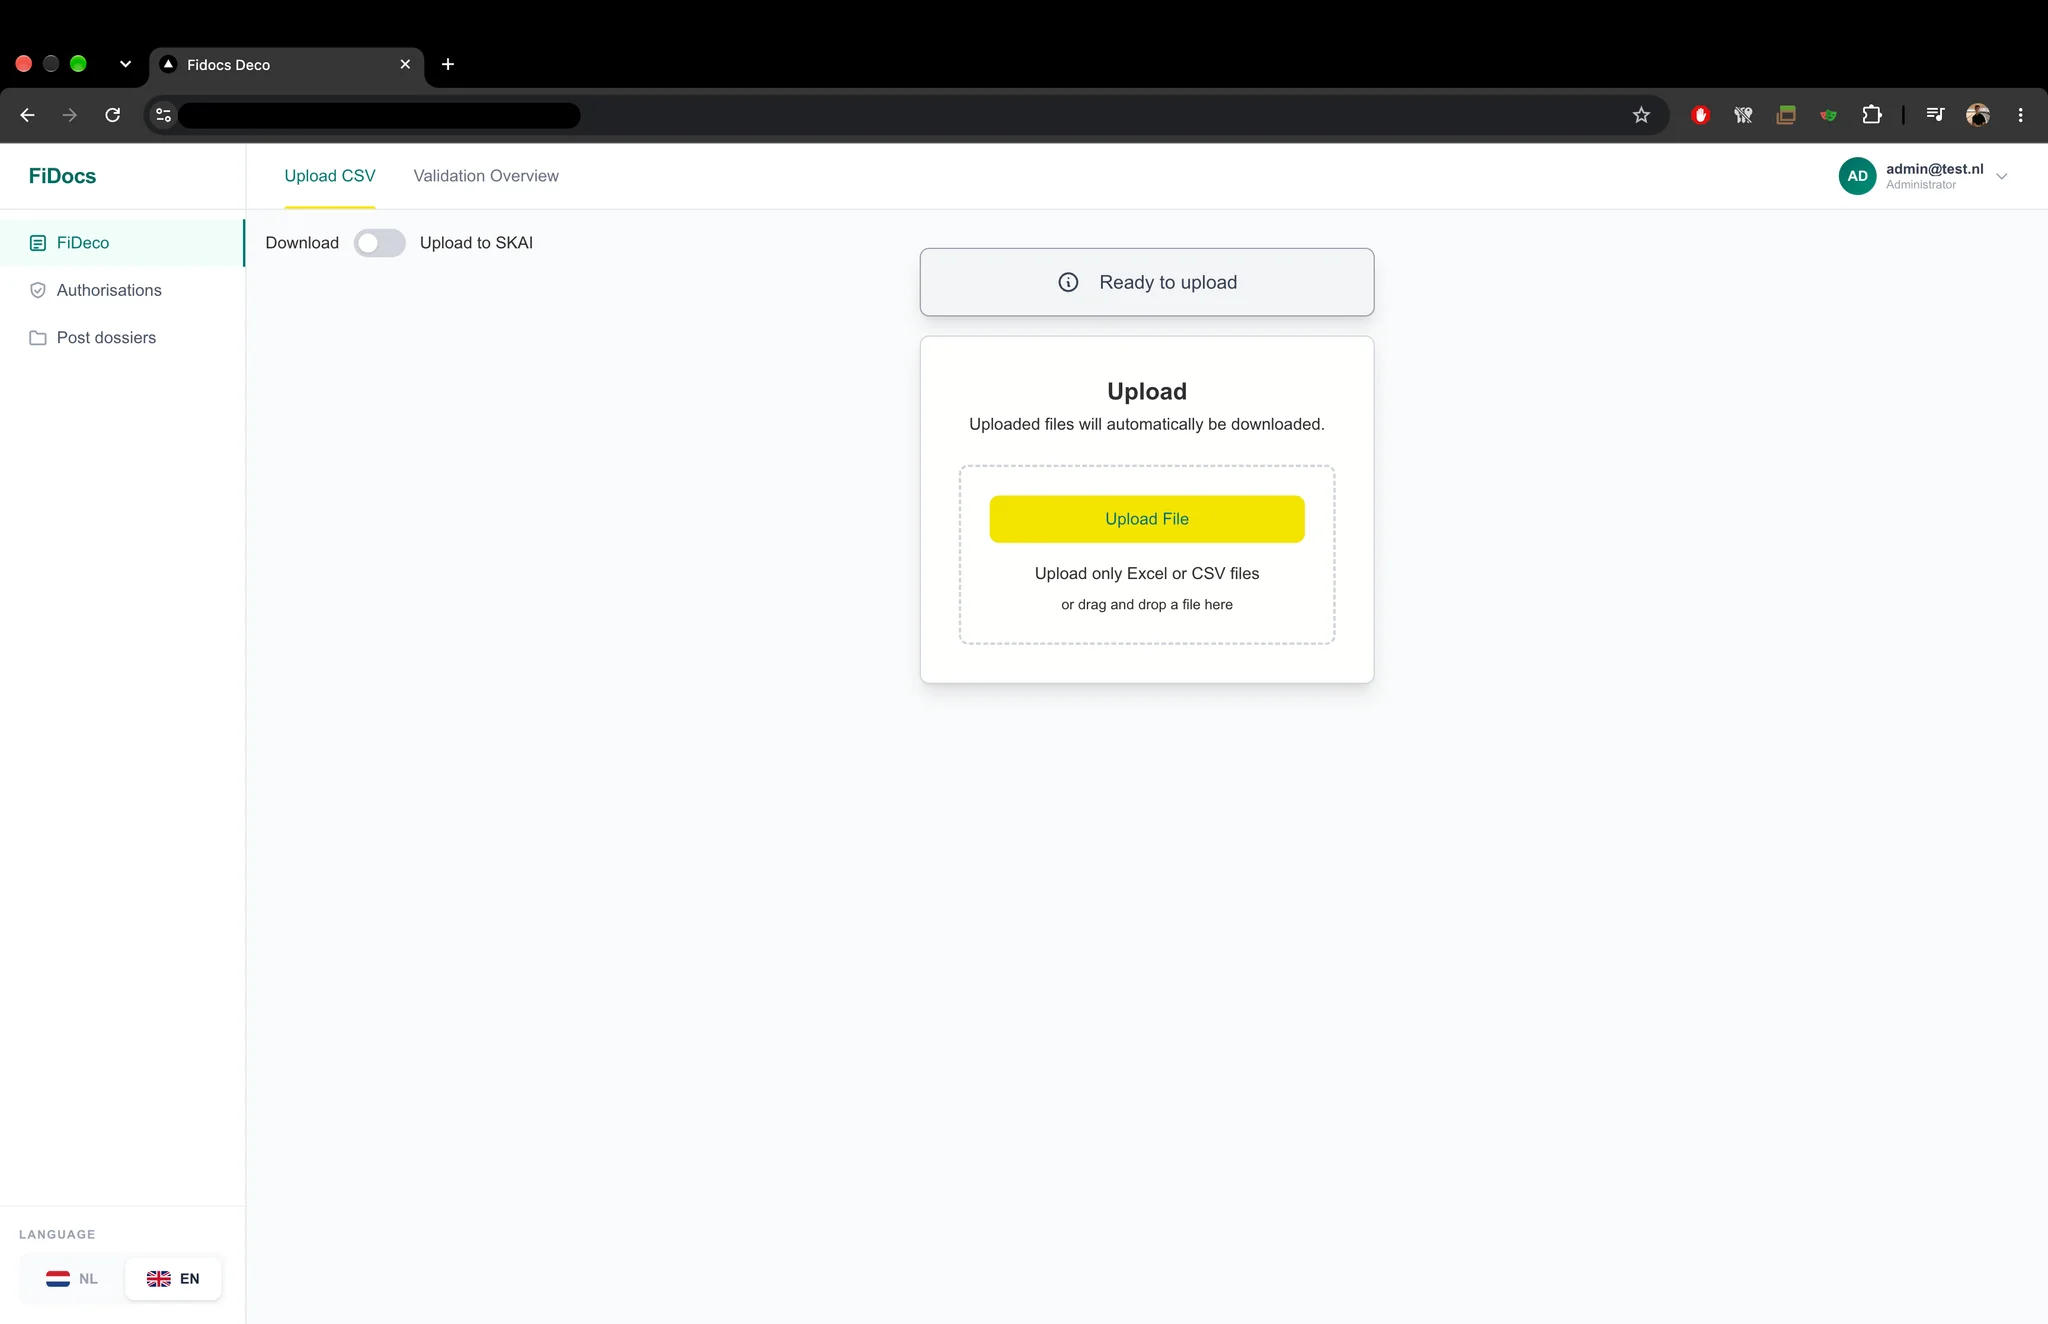 Fidocs Deco
FiDocs
Upload CSV
Validation Overview
AD
admin@test.nl
Administrator
FiDeco
Authorisations
Post dossiers
Download
Upload to SKAI
Ready to upload
Upload
Uploaded files will automatically be downloaded.
Upload File
Upload only Excel or CSV files
or drag and drop a file here
LANGUAGE
NL
EN